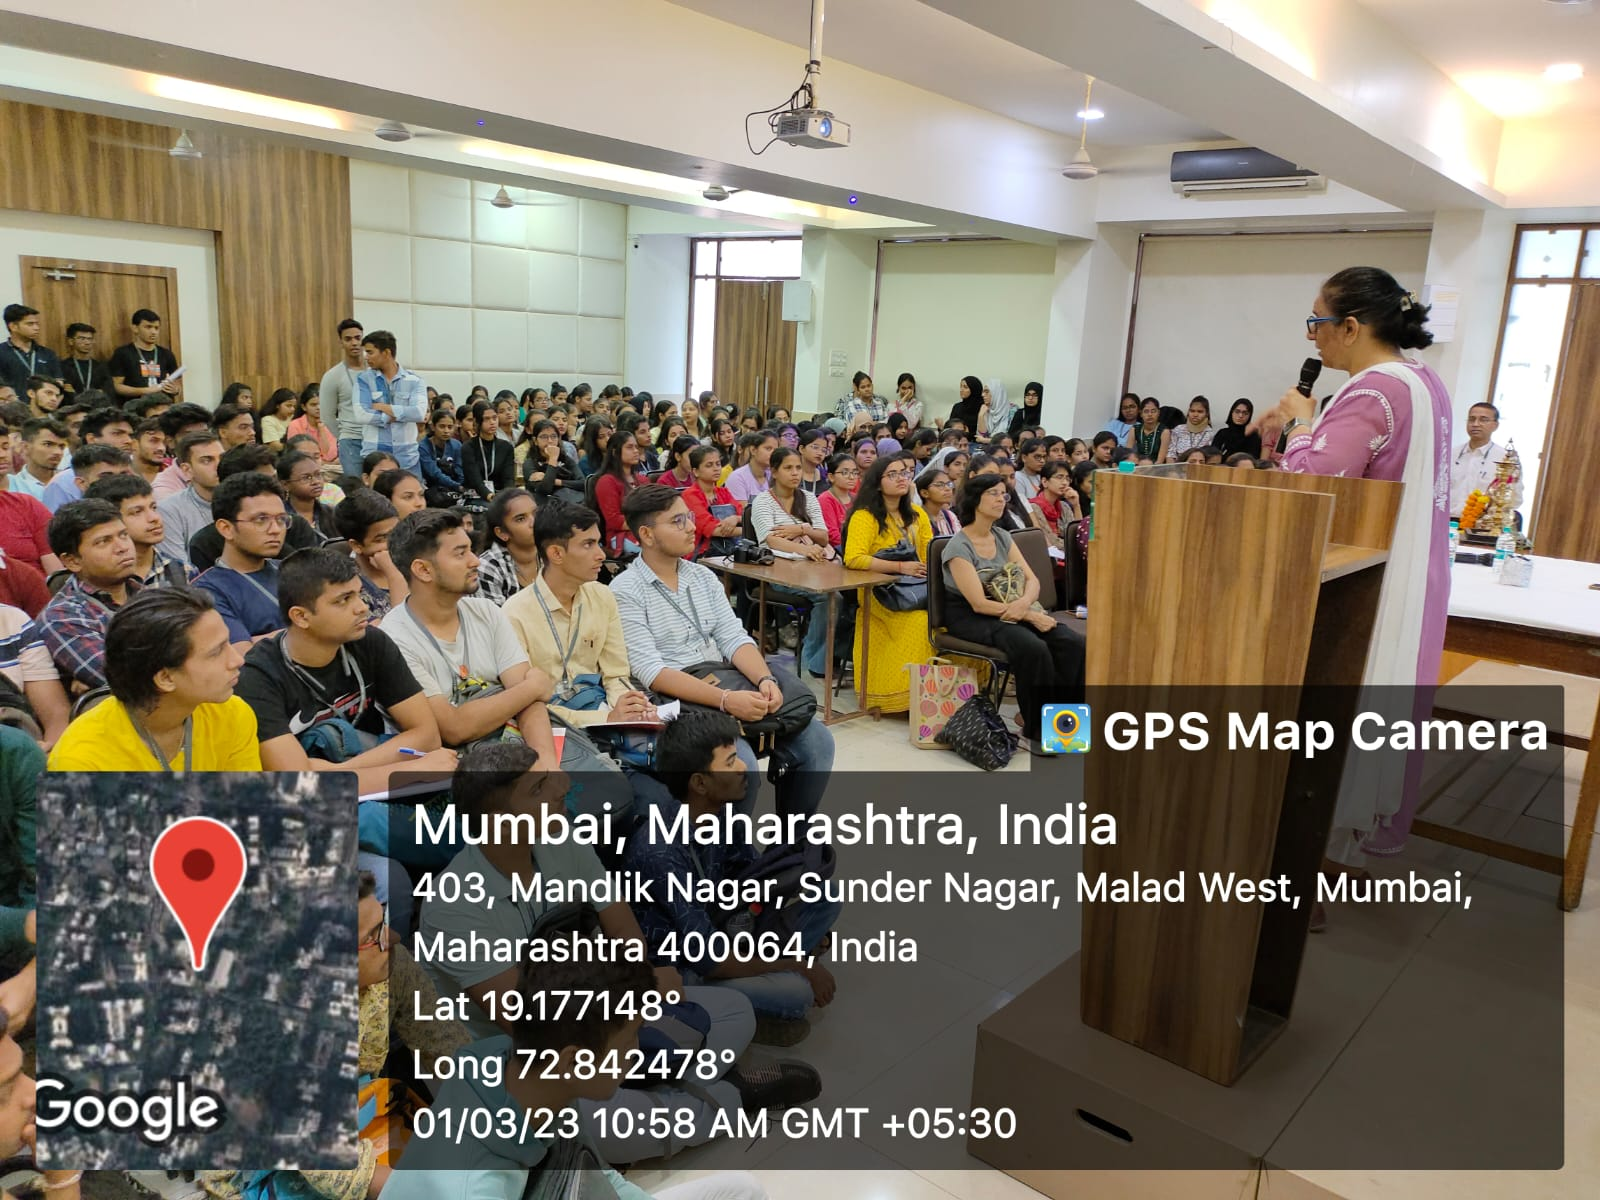 GPS Map Camera
Mumbai, Maharashtra, India
403, Mandlik Nagar, Sunder Nagar, Malad West, Mumbai,
Maharashtra 400064, India
Lat 19.177148°
Long 72.842478°
01/03/23 10:58 AM GMT +05:30
Google